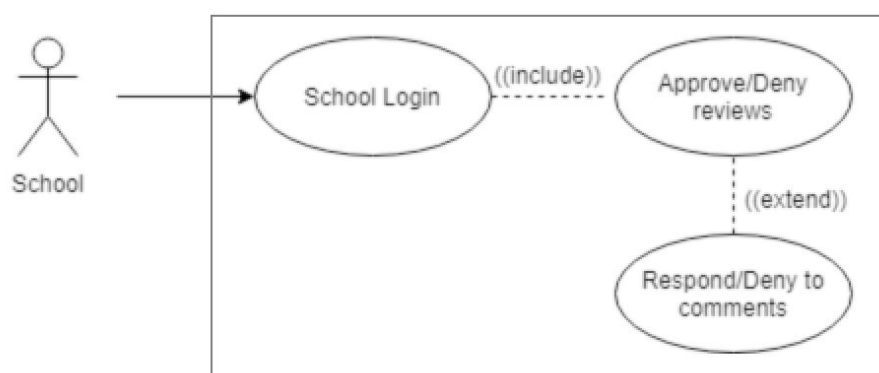 School
School Login
((include))
Approve/Deny
reviews
((extend))
Respond/Deny to
comments